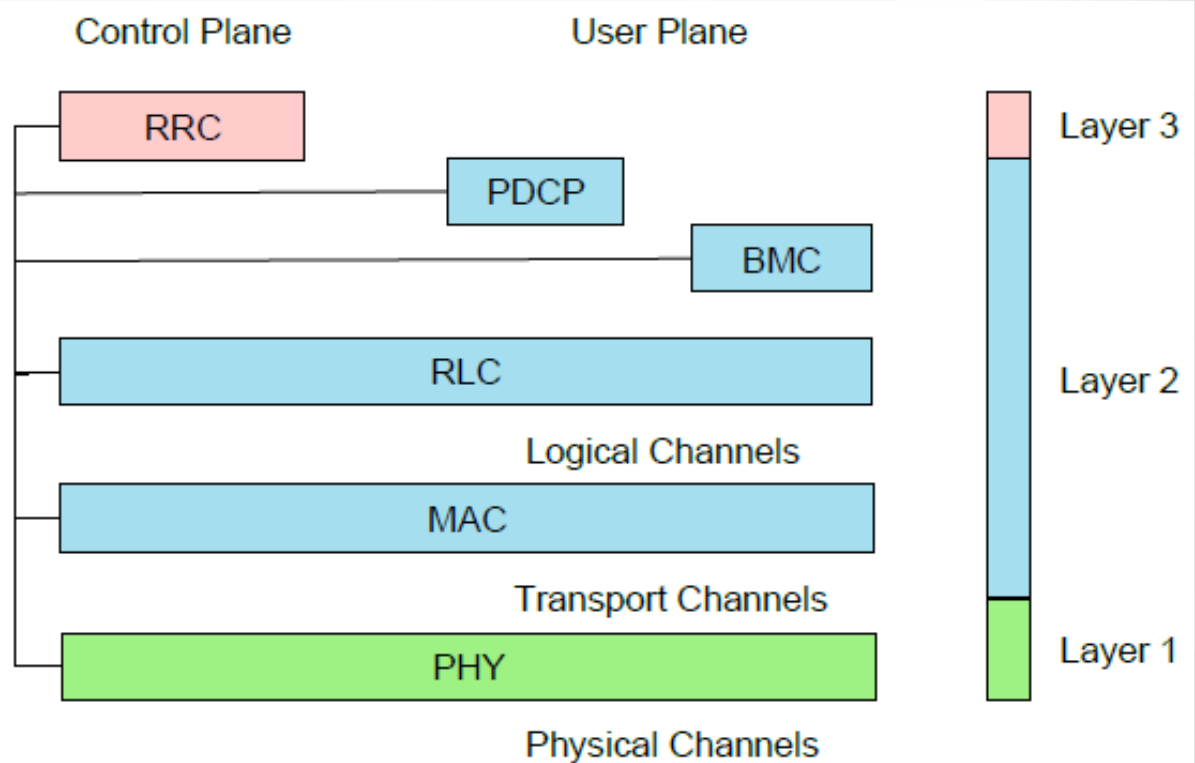 Control Plane
User Plane
RRC
Layer 3
PDCP
BMC
RLC
Layer 2
Logical Channels
MAC
Transport Channels
PHY
Layer 1
Physical Channels